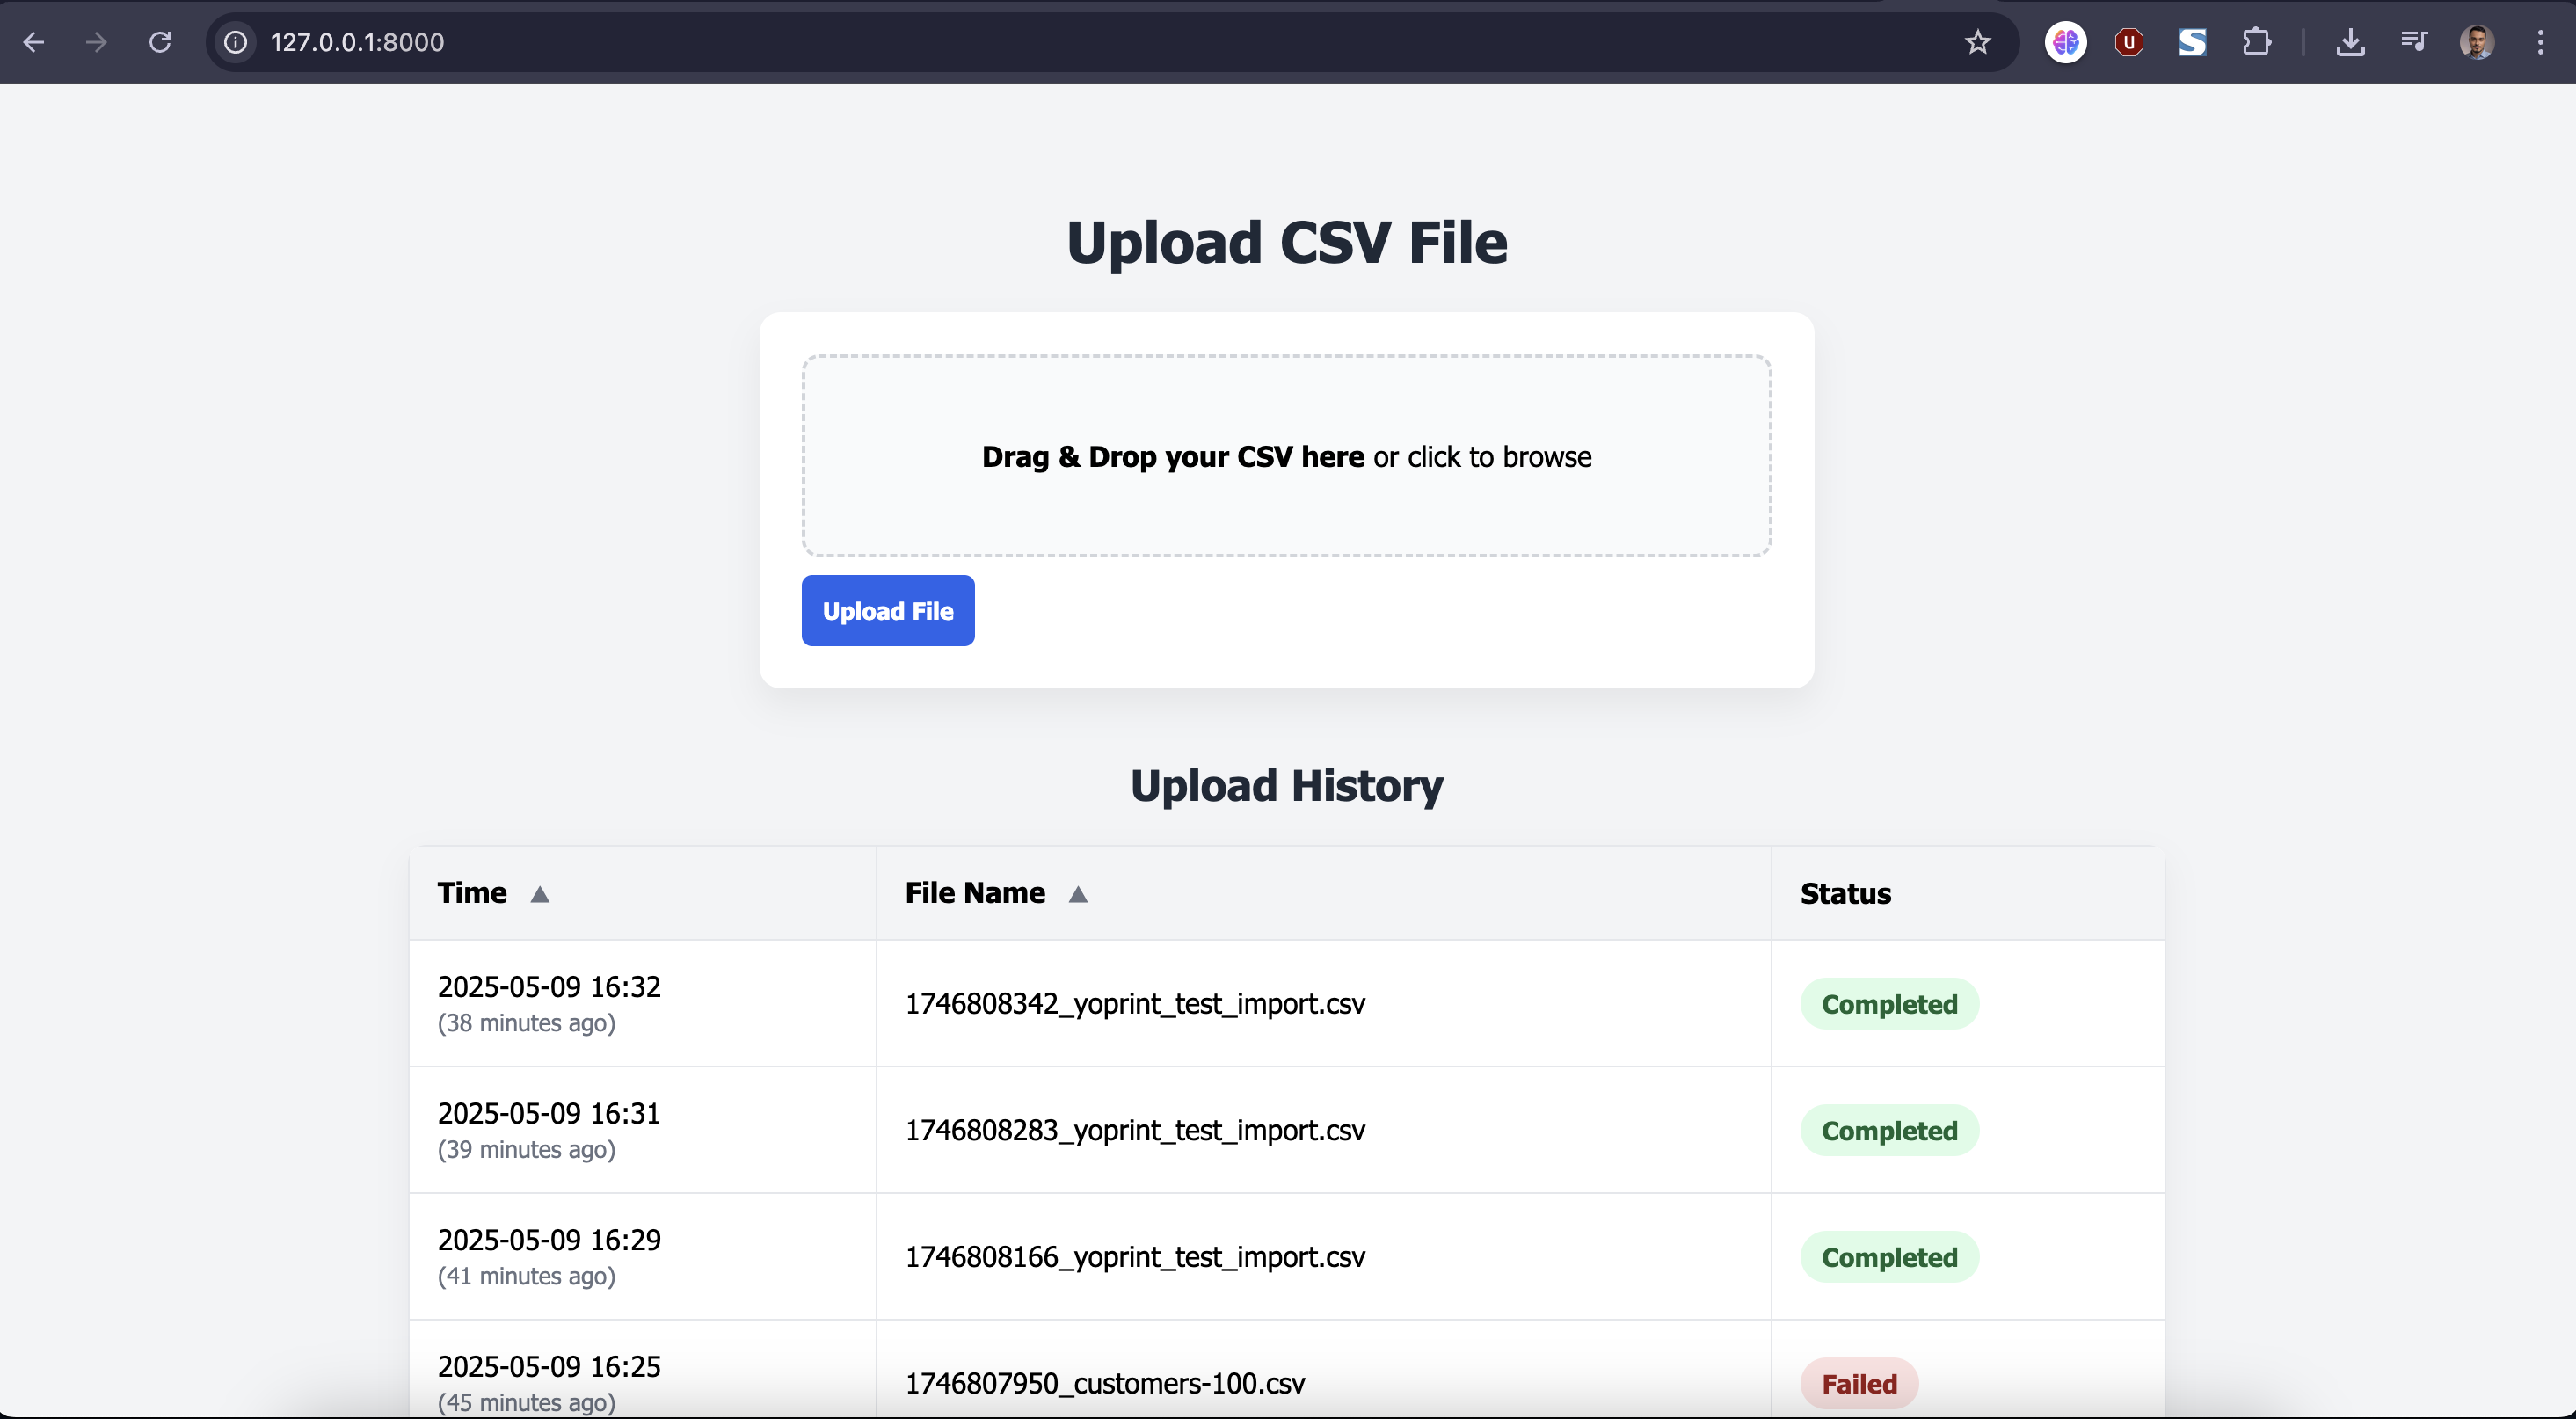 127.0.0.1:8000
Upload CSV File
Drag & Drop your CSV here or click to browse
Upload File
Upload History
Time ▲ File Name ▲ Status
2025-05-09 16:32
(38 minutes ago)
1746808342_yoprint_test_import.csv
Completed
2025-05-09 16:31
(39 minutes ago)
1746808283_yoprint_test_import.csv
Completed
2025-05-09 16:29
(41 minutes ago)
1746808166_yoprint_test_import.csv
Completed
2025-05-09 16:25
(45 minutes ago)
1746807950_customers-100.csv
Failed